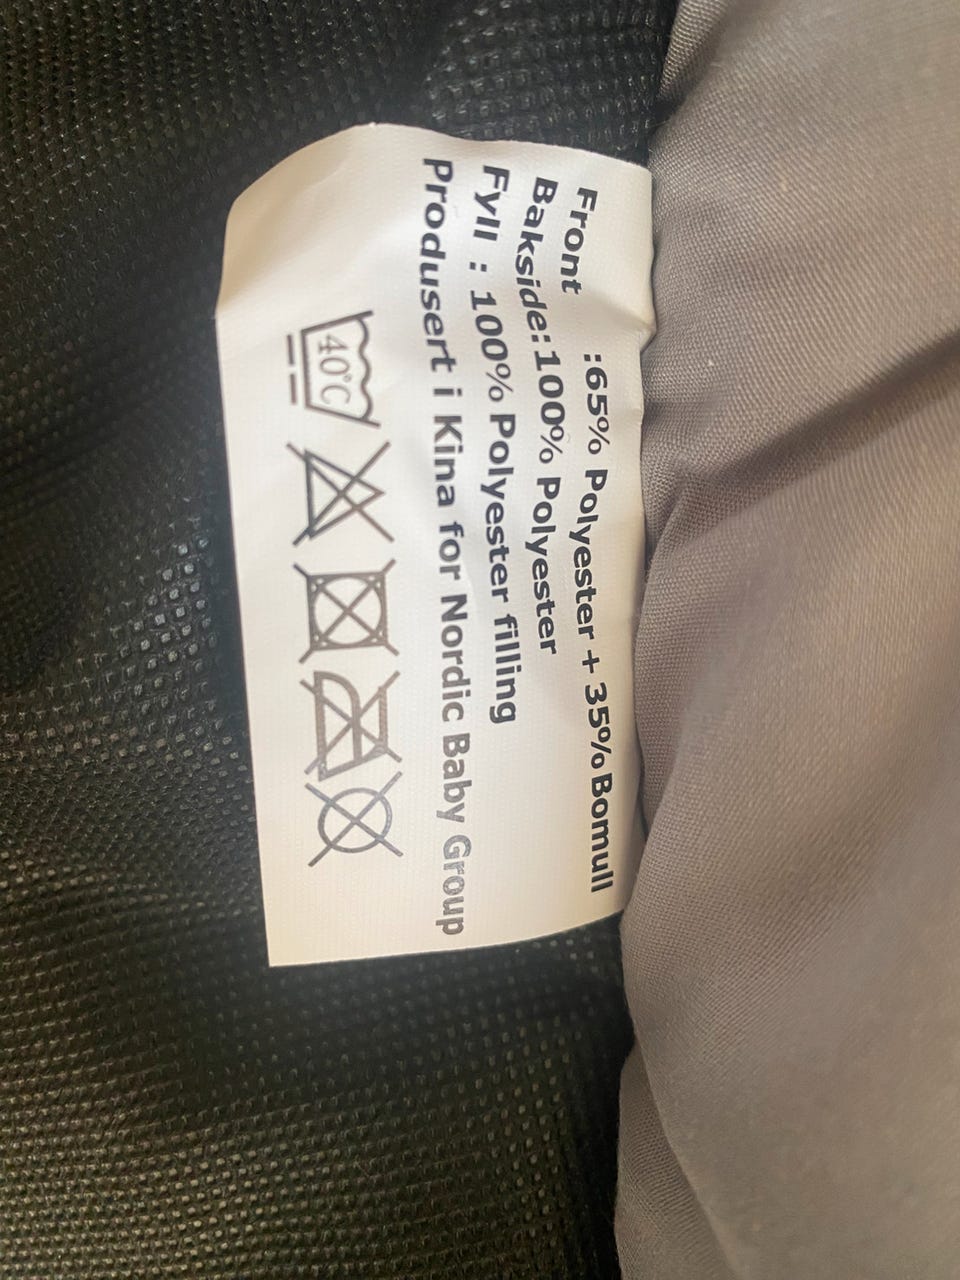 Front :65% Polyester + 35% Bomull
Bakside:100% Polyester
Fyll : 100% Polyester filling
Produsert i Kina for Nordic Baby Group
40°C